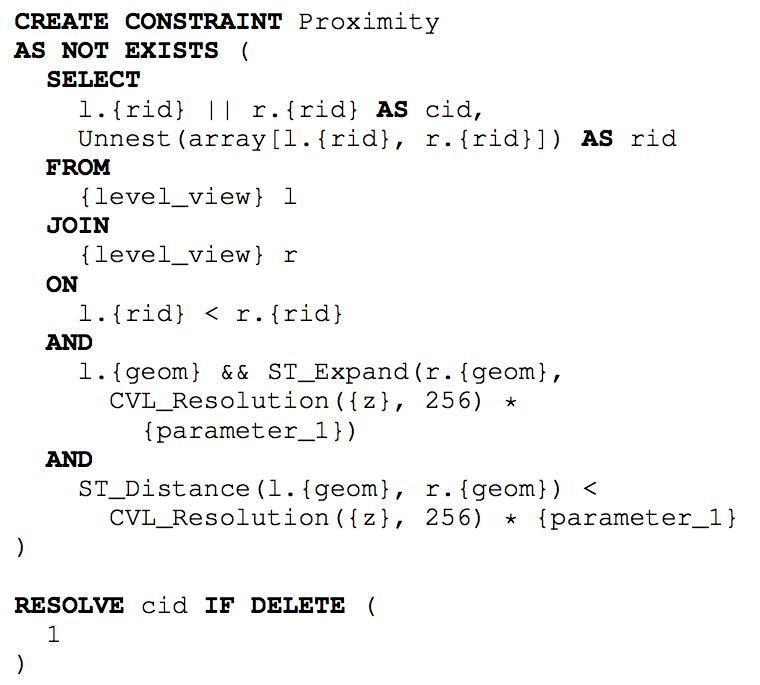 CREATE CONSTRAINT Proximity
AS NOT EXISTS (
  SELECT
    l.{rid} || r.{rid} AS cid,
    Unnest(array[l.{rid}, r.{rid}]) AS rid
  FROM
    {level_view} l
  JOIN
    {level_view} r
  ON
    l.{rid} < r.{rid}
  AND
    l.{geom} && ST_Expand(r.{geom},
      CVL_Resolution({z}, 256) *
        {parameter_1})
  AND
    ST_Distance(l.{geom}, r.{geom}) <
      CVL_Resolution({z}, 256) * {parameter_1}
)

RESOLVE cid IF DELETE (
  1
)